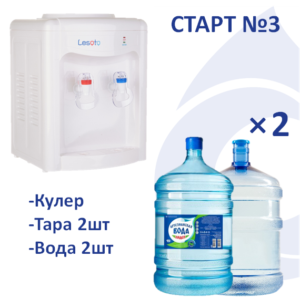 СТАРТ №3
Lesoto
×2
-Кулер
-Тара 2шт
-Вода 2шт
ВОДА